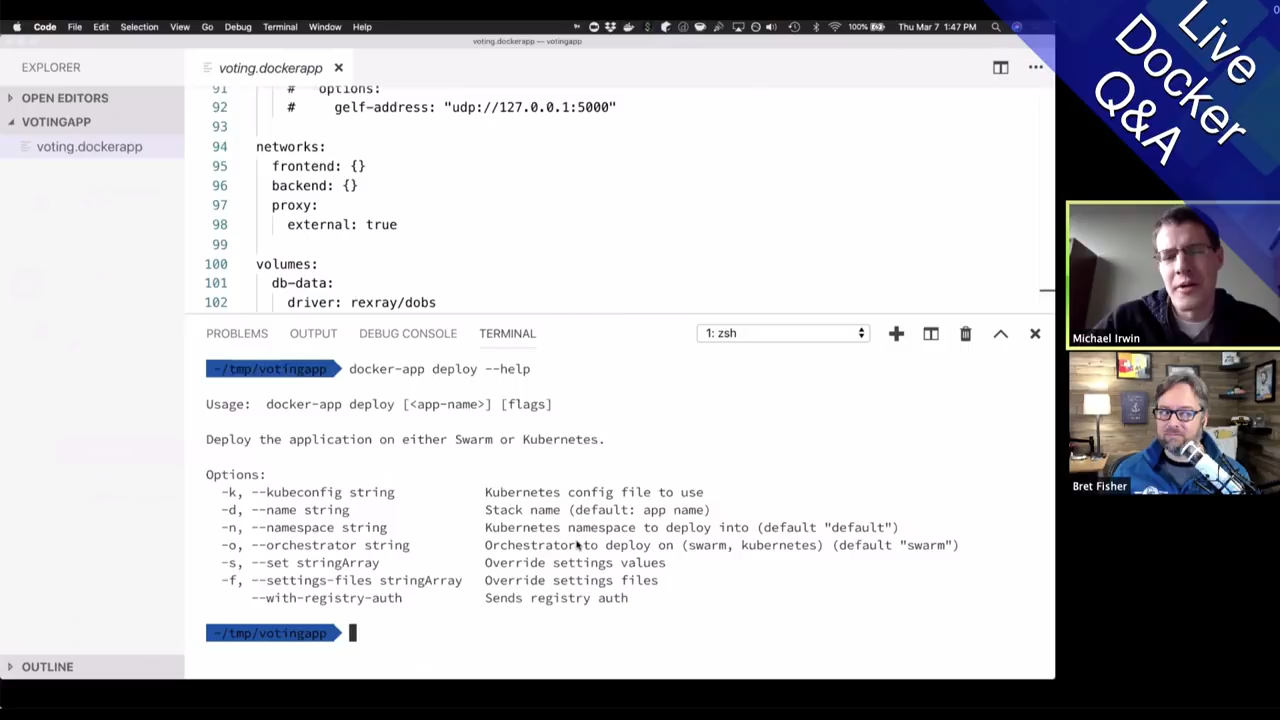 Code File Edit Selection View Go Debug Terminal Window Help 100% Thu Mar 7 1:47 PM
voting.dockerapp — votingapp
Live
Docker
Q&A
EXPLORER
OPEN EDITORS
VOTINGAPP
voting.dockerapp
OUTLINE
voting.dockerapp
91 # options:
92 # gelf-address: "udp://127.0.0.1:5000"
93
94 networks:
95 frontend: {}
96 backend: {}
97 proxy:
98 external: true
99
100 volumes:
101 db-data:
102 driver: rexray/dobs
PROBLEMS OUTPUT DEBUG CONSOLE TERMINAL 1: zsh
~/tmp/votingapp docker-app deploy --help
Usage: docker-app deploy [<app-name>] [flags]
Deploy the application on either Swarm or Kubernetes.
Options:
-k, --kubeconfig string Kubernetes config file to use
-d, --name string Stack name (default: app name)
-n, --namespace string Kubernetes namespace to deploy into (default "default")
-o, --orchestrator string Orchestrator to deploy on (swarm, kubernetes) (default "swarm")
-s, --set stringArray Override settings values
-f, --settings-files stringArray Override settings files
--with-registry-auth Sends registry auth
~/tmp/votingapp
Michael Irwin
Bret Fisher